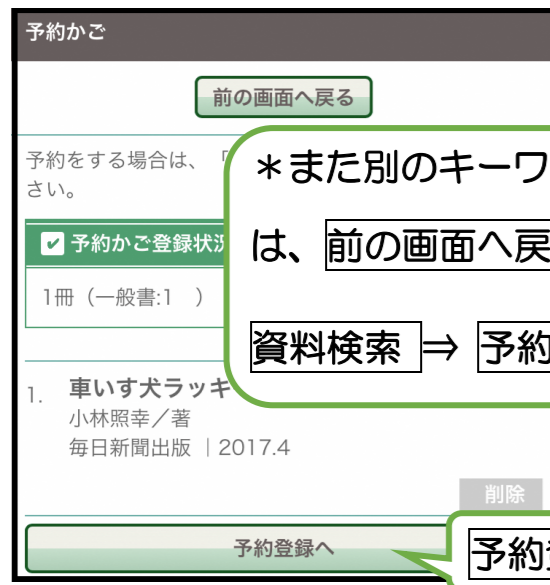 予約かご
前の画面へ戻る
予約をする場合は、「
さい。
予約かご登録状況
1冊（一般書:1　）
1. 車いす犬ラッキ
小林照幸／著
毎日新聞出版 ｜2017.4
削除
予約登録へ
＊また別のキーワ
は、前の画面へ戻
資料検索 ⇒ 予約
予約登